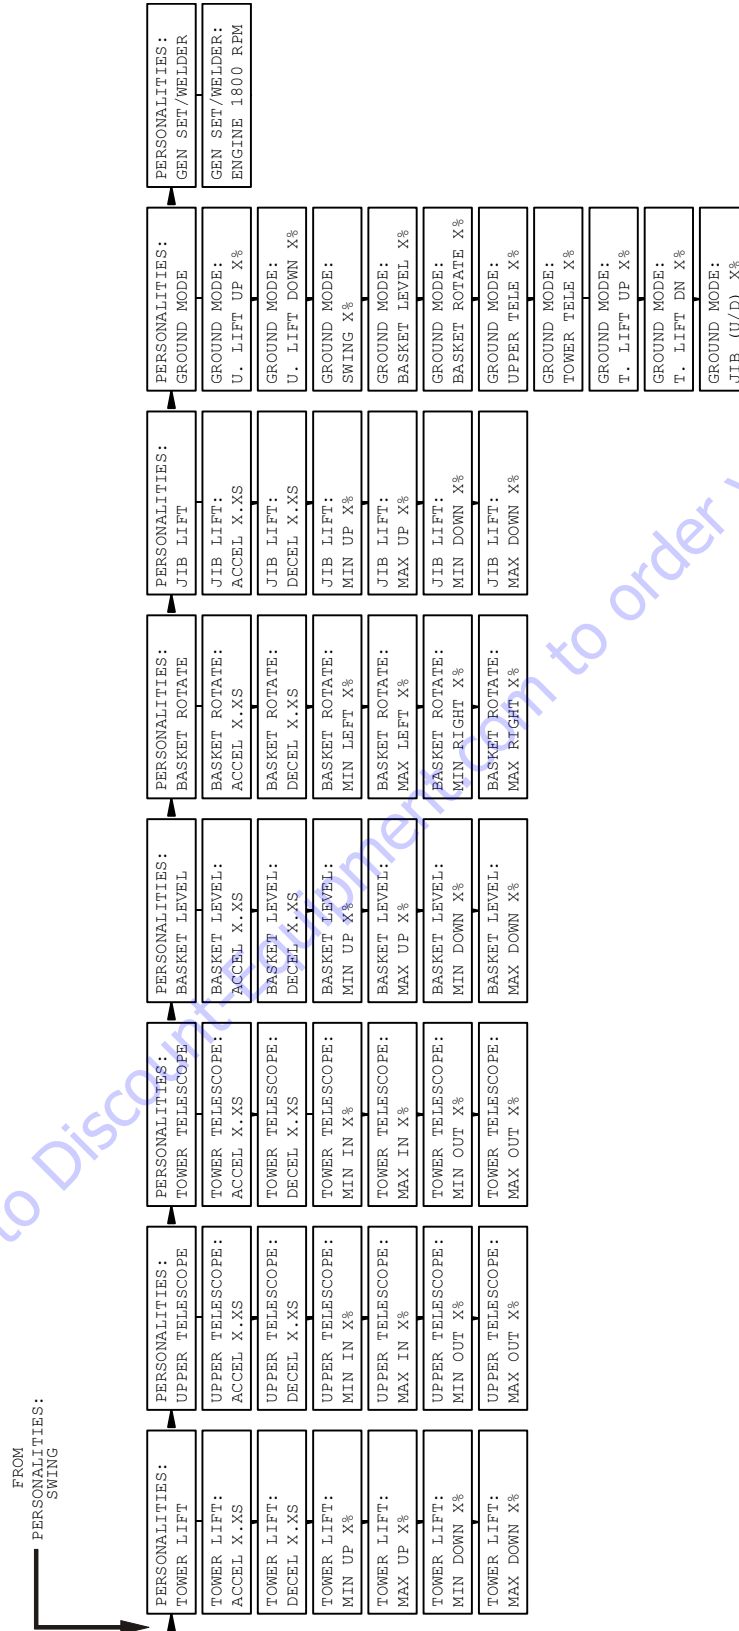 FROM
PERSONALITIES:
SWING
PERSONALITIES:
TOWER LIFT
TOWER LIFT:
ACCEL X.XS
TOWER LIFT:
DECEL X.XS
TOWER LIFT:
MIN UP X%
TOWER LIFT:
MAX UP X%
TOWER LIFT:
MIN DOWN X%
TOWER LIFT:
MAX DOWN X%
PERSONALITIES:
UPPER TELESCOPE
UPPER TELESCOPE:
ACCEL X.XS
UPPER TELESCOPE:
DECEL X.XS
UPPER TELESCOPE:
MIN IN X%
UPPER TELESCOPE:
MAX IN X%
UPPER TELESCOPE:
MIN OUT X%
UPPER TELESCOPE:
MAX OUT X%
PERSONALITIES:
TOWER TELESCOPE
TOWER TELESCOPE:
ACCEL X.XS
TOWER TELESCOPE:
DECEL X.XS
TOWER TELESCOPE:
MIN IN X%
TOWER TELESCOPE:
MAX IN X%
TOWER TELESCOPE:
MIN OUT X%
TOWER TELESCOPE:
MAX OUT X%
PERSONALITIES:
BASKET LEVEL
BASKET LEVEL:
ACCEL X.XS
BASKET LEVEL:
DECEL X.XS
BASKET LEVEL:
MIN UP X%
BASKET LEVEL:
MAX UP X%
BASKET LEVEL:
MIN DOWN X%
BASKET LEVEL:
MAX DOWN X%
PERSONALITIES:
BASKET ROTATE
BASKET ROTATE:
ACCEL X.XS
BASKET ROTATE:
DECEL X.XS
BASKET ROTATE:
MIN LEFT X%
BASKET ROTATE:
MAX LEFT X%
BASKET ROTATE:
MIN RIGHT X%
BASKET ROTATE:
MAX RIGHT X%
PERSONALITIES:
JIB LIFT
JIB LIFT:
ACCEL X.XS
JIB LIFT:
DECEL X.XS
JIB LIFT:
MIN UP X%
JIB LIFT:
MAX UP X%
JIB LIFT:
MIN DOWN X%
JIB LIFT:
MAX DOWN X%
PERSONALITIES:
GROUND MODE
GROUND MODE:
U. LIFT UP X%
GROUND MODE:
U. LIFT DOWN X%
GROUND MODE:
SWING X%
GROUND MODE:
BASKET LEVEL X%
GROUND MODE:
BASKET ROTATE X%
GROUND MODE:
UPPER TELE X%
GROUND MODE:
TOWER TELE X%
GROUND MODE:
T. LIFT UP X%
GROUND MODE:
T. LIFT DN X%
GROUND MODE:
JIB (U/D) X%
PERSONALITIES:
GEN SET/WELDER
GEN SET/WELDER:
ENGINE 1800 RPM
to Discount-Equipment.com to order